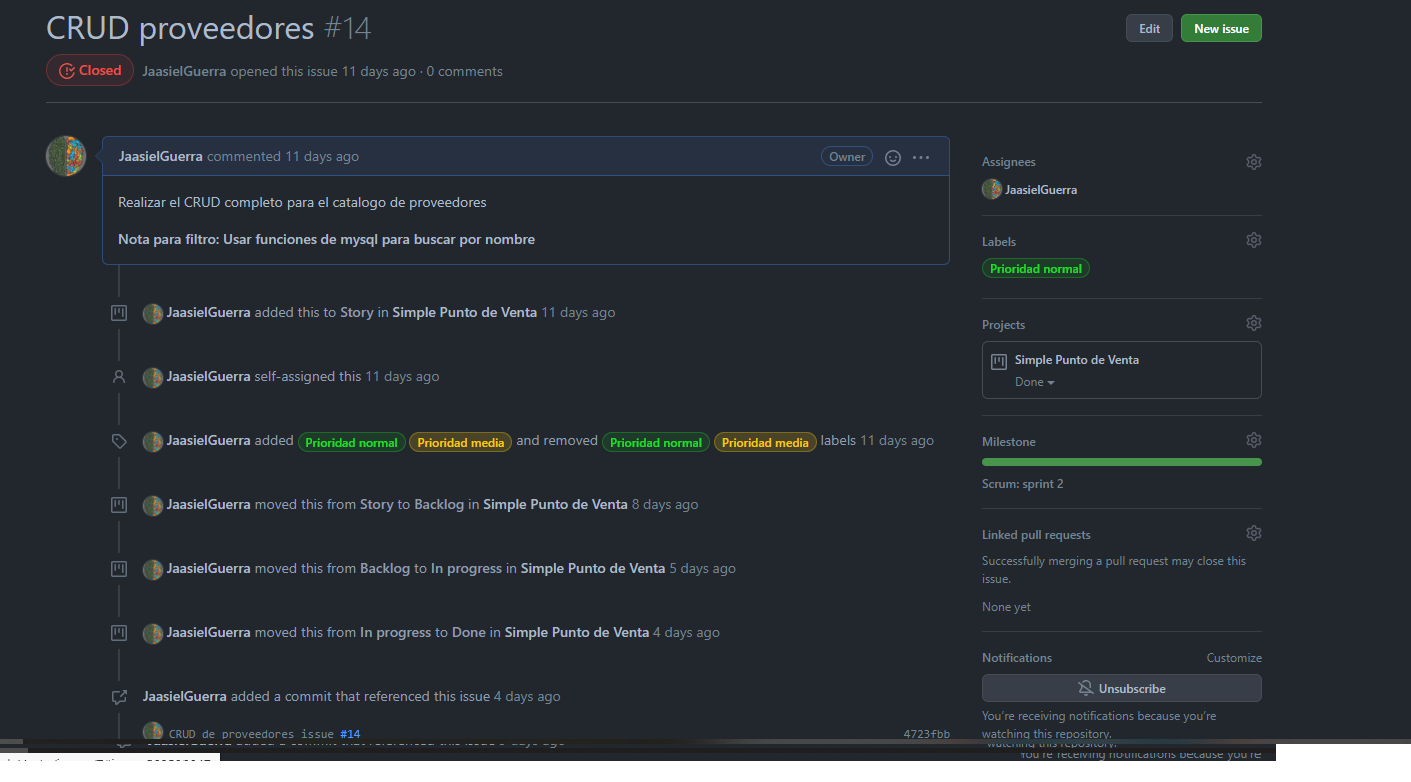 CRUD proveedores #14
Edit
New issue
Closed
JaasielGuerra opened this issue 11 days ago · 0 comments
JaasielGuerra commented 11 days ago
Owner
Realizar el CRUD completo para el catalogo de proveedores
Nota para filtro: Usar funciones de mysql para buscar por nombre
JaasielGuerra added this to Story in Simple Punto de Venta 11 days ago
JaasielGuerra self-assigned this 11 days ago
JaasielGuerra added Prioridad normal Prioridad media and removed Prioridad normal Prioridad media labels 11 days ago
JaasielGuerra moved this from Story to Backlog in Simple Punto de Venta 8 days ago
JaasielGuerra moved this from Backlog to In progress in Simple Punto de Venta 5 days ago
JaasielGuerra moved this from In progress to Done in Simple Punto de Venta 4 days ago
JaasielGuerra added a commit that referenced this issue 4 days ago
CRUD de proveedores issue #14
4723fbb
Assignees
JaasielGuerra
Labels
Prioridad normal
Projects
Simple Punto de Venta
Done
Milestone
Scrum: sprint 2
Linked pull requests
Successfully merging a pull request may close this
issue.
None yet
Notifications
Customize
Unsubscribe
You're receiving notifications because you're
watching this repository.
watching this repository.
You're receiving notifications because you're